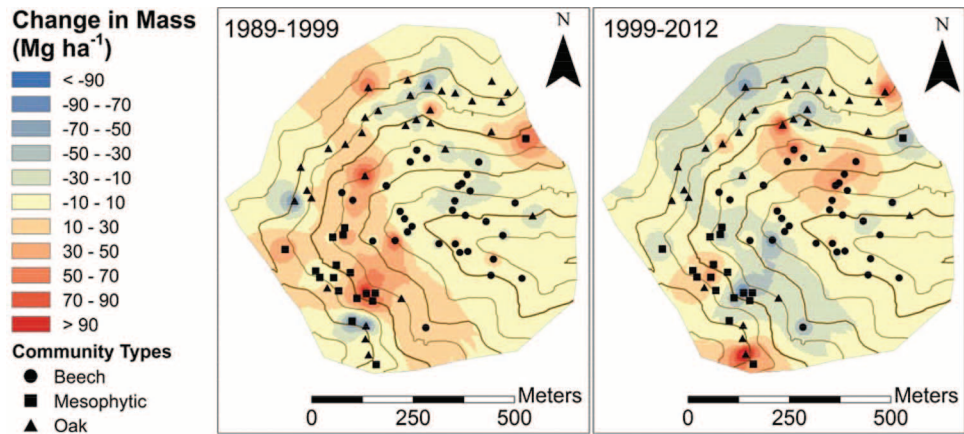 Change in Mass
(Mg ha⁻¹)
< -90
-90 - -70
-70 - -50
-50 - -30
-30 - -10
-10 - 10
10 - 30
30 - 50
50 - 70
70 - 90
> 90
Community Types
Beech
Mesophytic
Oak
1989-1999
N
Meters
0 250 500
1999-2012
N
Meters
0 250 500